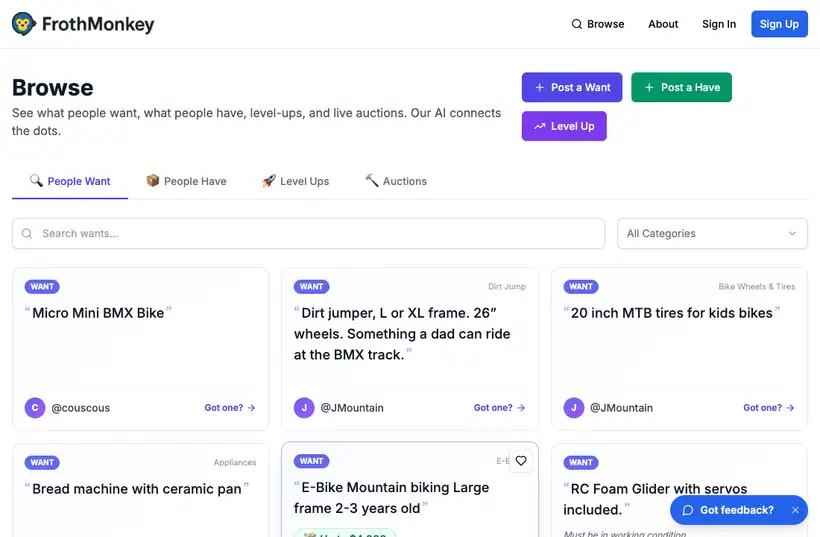 FrothMonkey
Browse
About
Sign In
Sign Up
Browse
See what people want, what people have, level-ups, and live auctions. Our AI connects
the dots.
Post a Want
Post a Have
Level Up
People Want
People Have
Level Ups
Auctions
Search wants...
All Categories
WANT
“Micro Mini BMX Bike”
C
@couscous
Got one? →
WANT
Dirt Jump
“Dirt jumper, L or XL frame. 26”
wheels. Something a dad can ride
at the BMX track.”
J
@JMountain
Got one? →
WANT
Bike Wheels & Tires
“20 inch MTB tires for kids bikes”
J
@JMountain
Got one? →
WANT
Appliances
“Bread machine with ceramic pan”
WANT
“E-Bike Mountain biking Large
frame 2-3 years old”
WANT
“RC Foam Glider with servos
included.”
Must be in working condition
Got feedback?